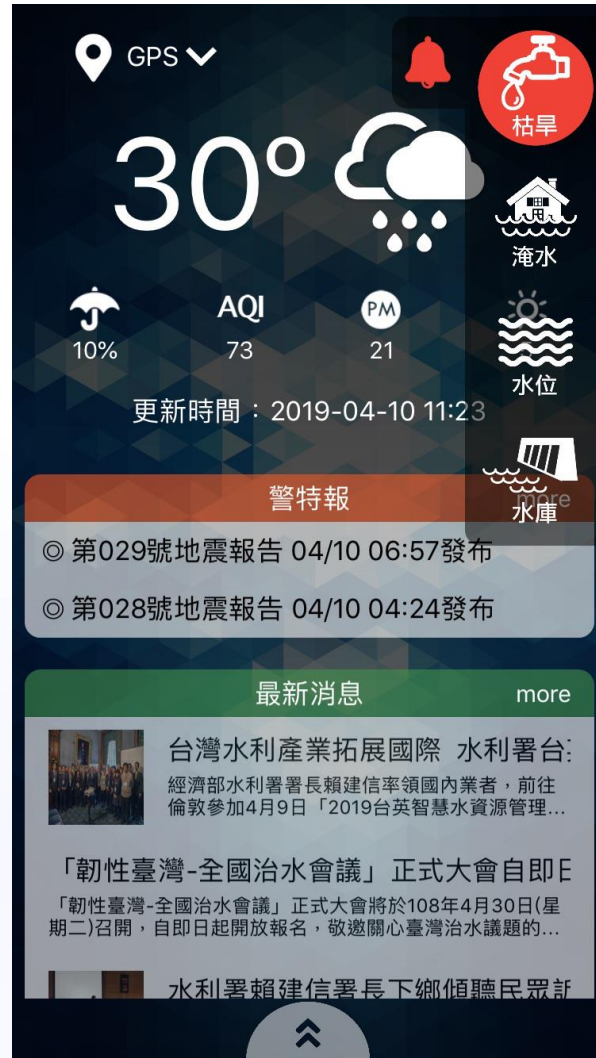 GPS
枯旱
30°
淹水
10%
AQI
73
PM
21
水位
更新時間：2019-04-10 11:23
警特報
more
水庫
◎ 第029號地震報告 04/10 06:57發布
◎ 第028號地震報告 04/10 04:24發布
最新消息
more
台灣水利產業拓展國際 水利署台
經濟部水利署署長賴建信率領國內業者，前往
倫敦參加4月9日「2019台英智慧水資源管理...
「韌性臺灣-全國治水會議」正式大會自即日
「韌性臺灣-全國治水會議」正式大會將於108年4月30日(星
期二)召開，自即日起開放報名，敬邀關心臺灣治水議題的...
水利署賴建信署長下鄉傾聽民眾訴